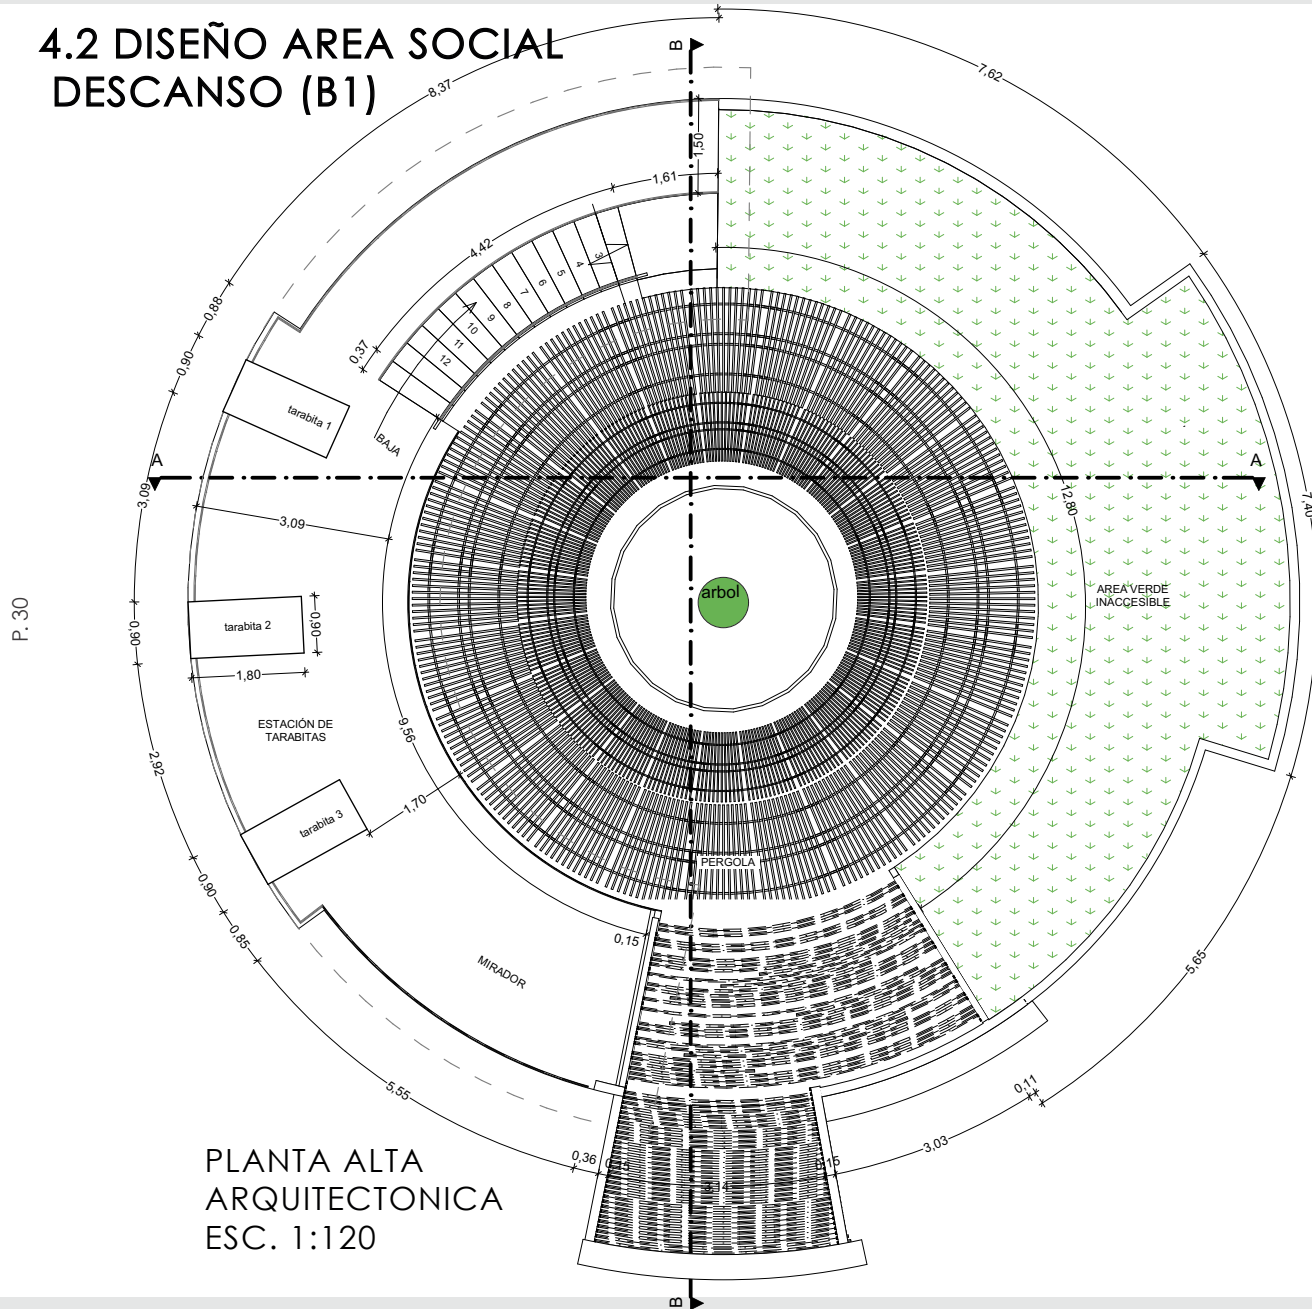 4.2 DISEÑO AREA SOCIAL
DESCANSO (B1)
B
8,37
7,62
1,50
1,61
4,42
3
4
5
6
7
8
9
10
11
12
0,88
0,90
0,37
tarabita 1
BAJA
A
A
3,09
3,09
12,80
7,40
arbol
AREA VERDE
INACCESIBLE
P. 30
0,90
tarabita 2
0,90
1,80
ESTACIÓN DE
TARABITAS
9,56
2,92
1,70
tarabita 3
PERGOLA
0,90
0,85
0,15
MIRADOR
5,65
5,55
0,11
3,03
0,36
0,15
0,15
3,14
PLANTA ALTA
ARQUITECTONICA
ESC. 1:120
B